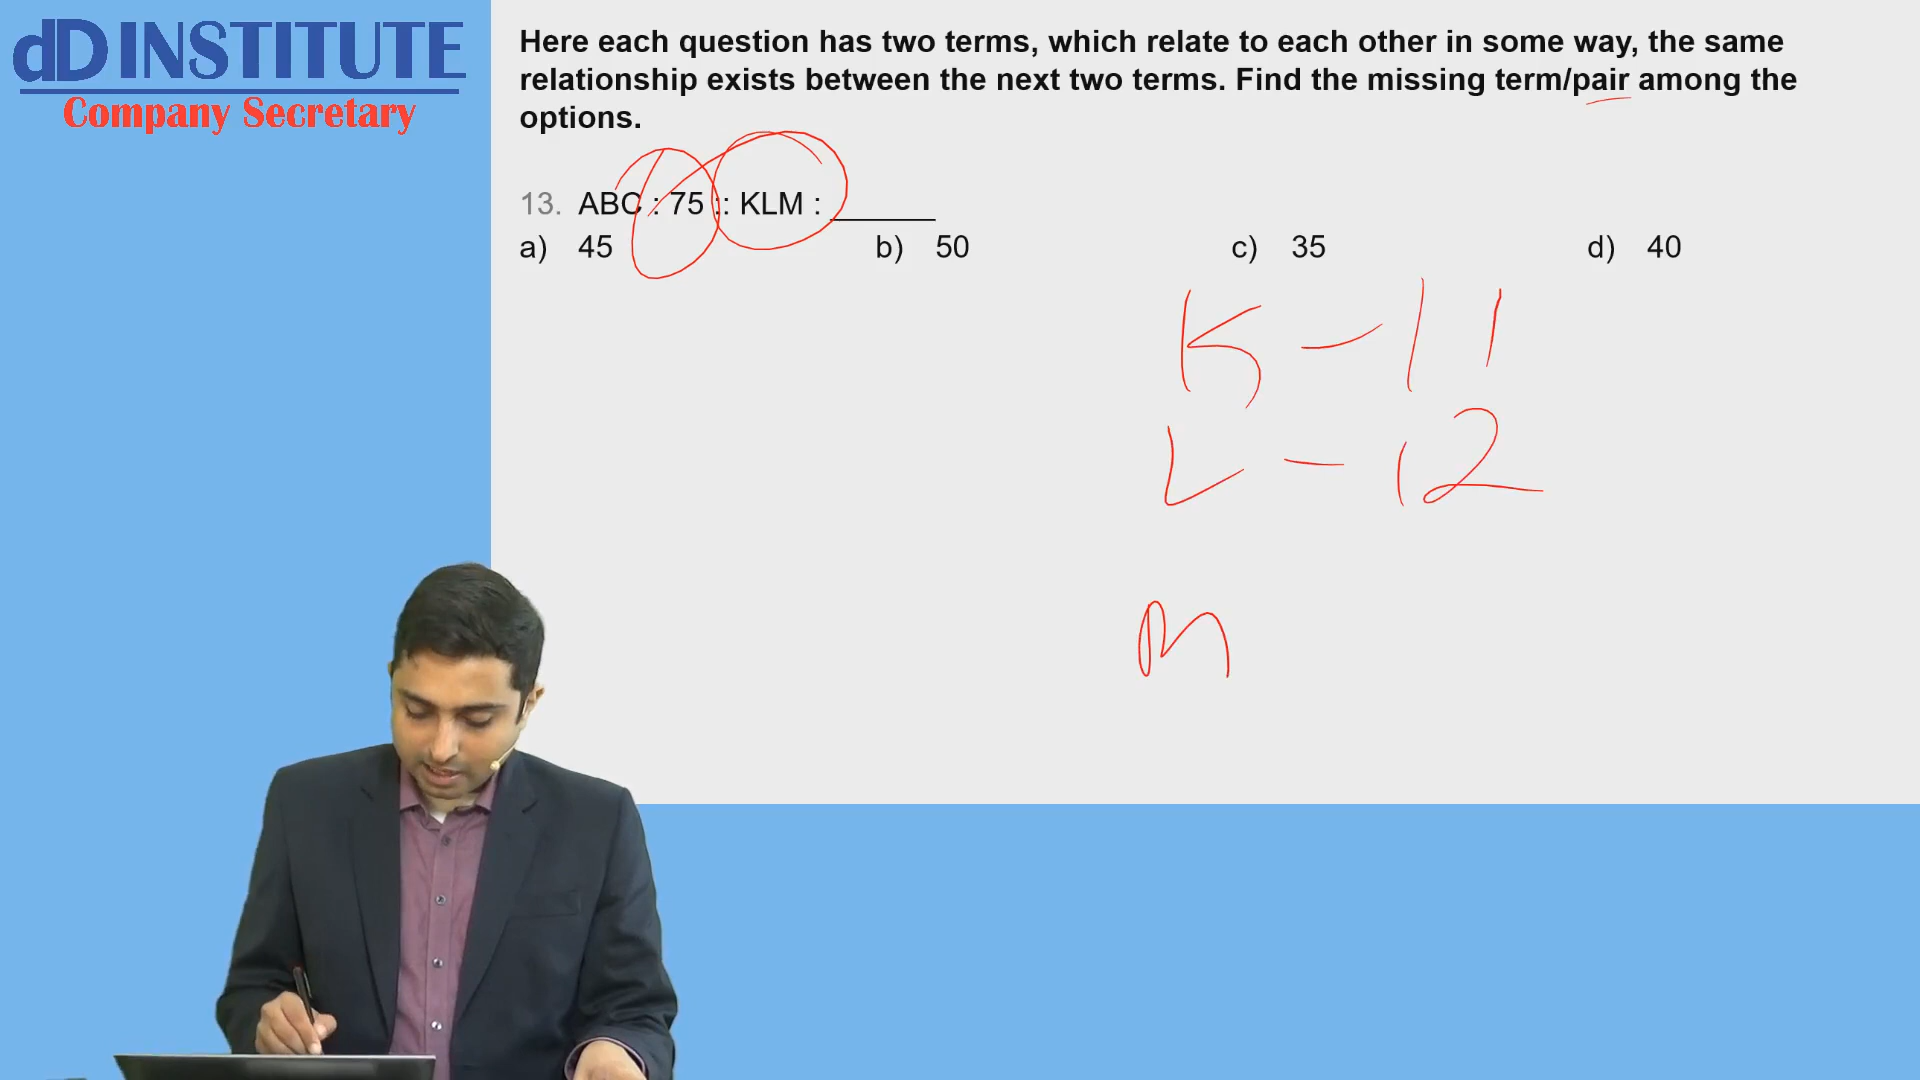 dD INSTITUTE
Company Secretary
Here each question has two terms, which relate to each other in some way, the same
relationship exists between the next two terms. Find the missing term/pair among the
options.
13. ABC : 75 :: KLM : ______
a) 45 b) 50 c) 35 d) 40
K - 11
L - 12
M